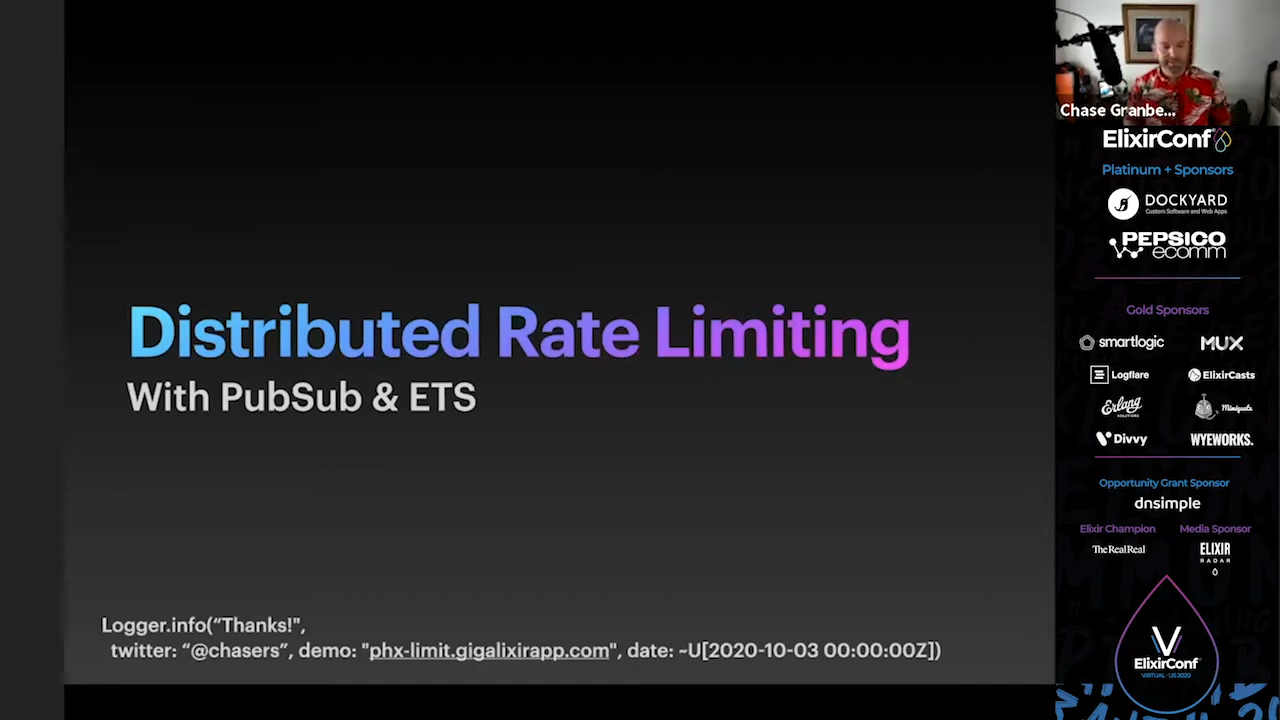 Distributed Rate Limiting
With PubSub & ETS
Logger.info(“Thanks!",
twitter: “@chasers”, demo: "phx-limit.gigalixirapp.com", date: ~U[2020-10-03 00:00:00Z])
Chase Granbe...
ElixirConf
Platinum + Sponsors
DOCKYARD
Custom Software and Web Apps
PEPSICO
ecomm
Gold Sponsors
smartlogic
MUX
Logflare
ElixirCasts
Erlang
SOLUTIONS
Miniquote
Divvy
WYEWORKS.
Opportunity Grant Sponsor
dnsimple
Elixir Champion
Media Sponsor
TheRealReal
ELIXIR
RADAR
ElixirConf
VIRTUAL · US 2020